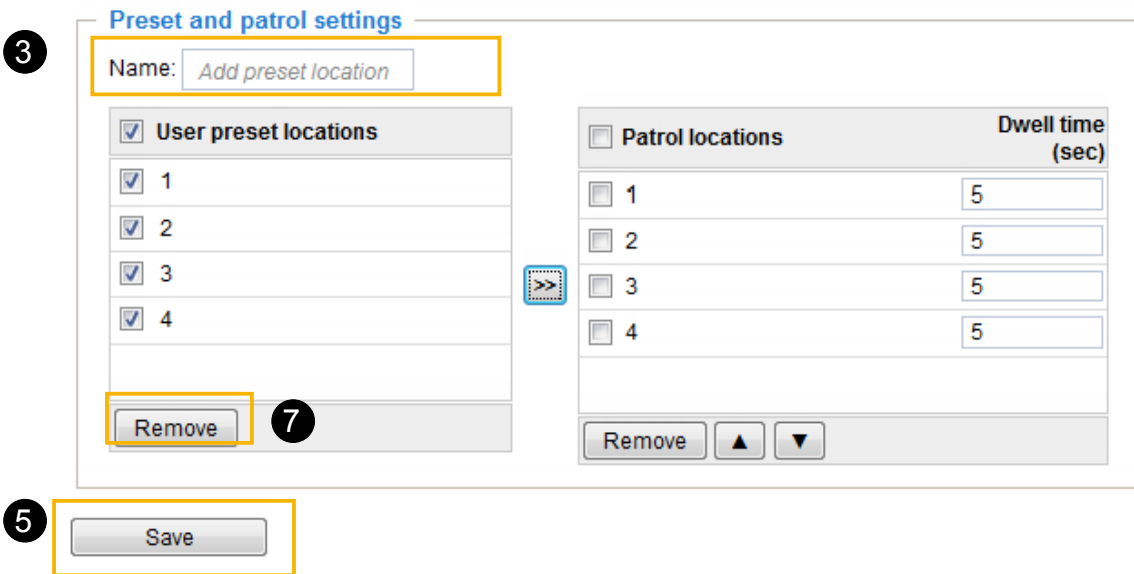 Preset and patrol settings
3
Name: Add preset location
User preset locations
1
2
3
4
Remove
7
>>
Patrol locations Dwell time
(sec)
1 5
2 5
3 5
4 5
Remove ▲ ▼
5
Save